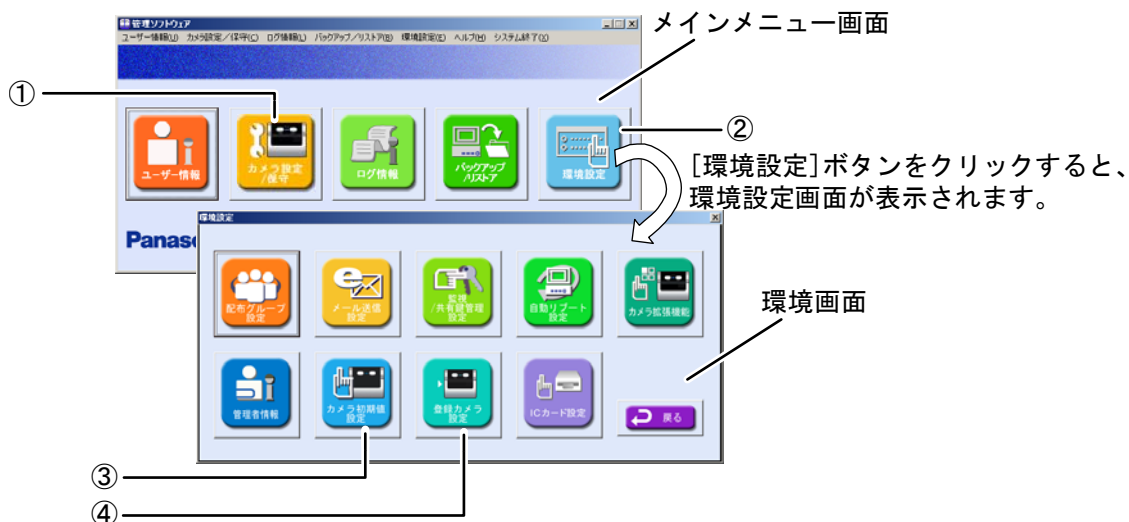 管理ソフトウェア
メインメニュー画面
ユーザー情報(U) カメラ設定/保守(C) ログ情報(L) バックアップ/リストア(B) 環境設定(E) ヘルプ(H) システム終了(X)
①
②
ユーザー情報
カメラ設定
/保守
ログ情報
バックアップ
/リストア
環境設定
[環境設定]ボタンをクリックすると、
環境設定画面が表示されます。
Panaso
環境設定
配布グループ
設定
メール送信
設定
監視
/共有鍵管理
設定
自動リブート
設定
カメラ拡張機能
環境画面
管理者情報
カメラ初期値
設定
登録カメラ
設定
ICカード設定
戻る
③
④